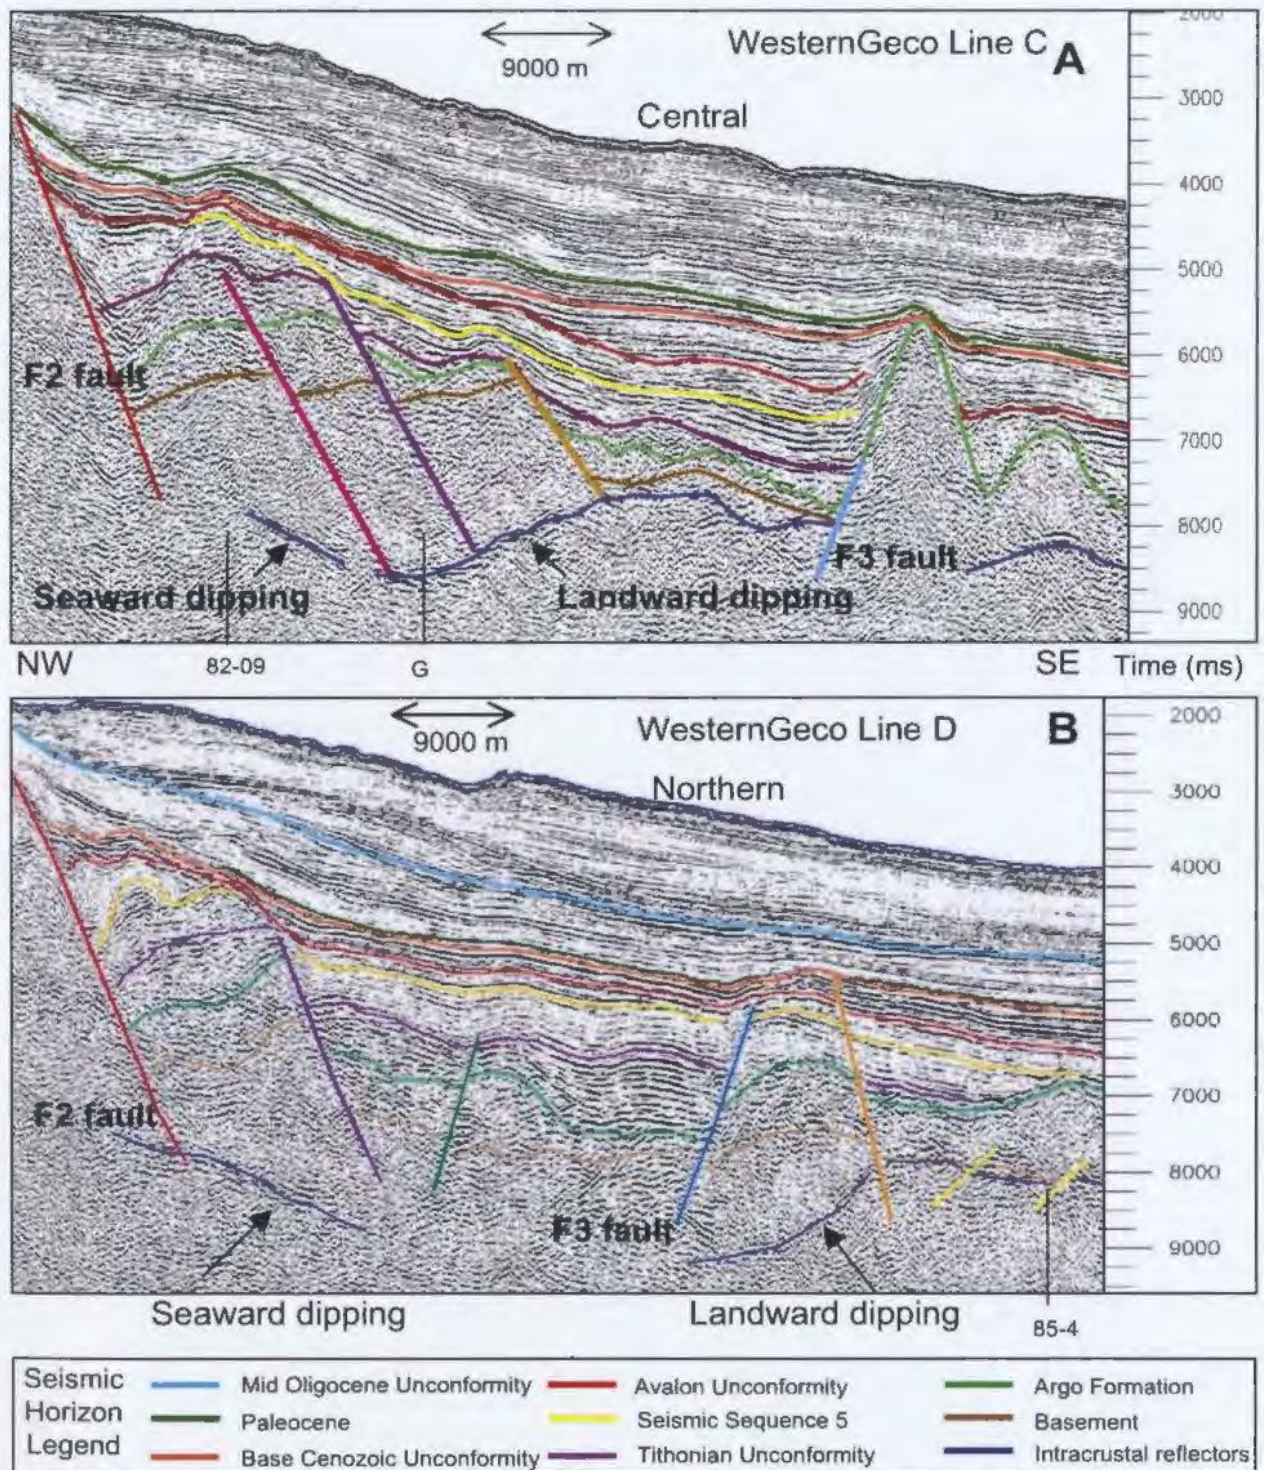 WesternGeco Line C A
9000 m
Central
2000
3000
4000
5000
6000
7000
8000
9000
F2 fault
F3 fault
Seaward dipping
Landward dipping
NW
82-09
G
SE
Time (ms)
WesternGeco Line D B
9000 m
Northern
2000
3000
4000
5000
6000
7000
8000
9000
F2 fault
F3 fault
Seaward dipping
Landward dipping
85-4
Seismic
Horizon
Legend
Mid Oligocene Unconformity
Avalon Unconformity
Argo Formation
Paleocene
Seismic Sequence 5
Basement
Base Cenozoic Unconformity
Tithonian Unconformity
Intracrustal reflectors